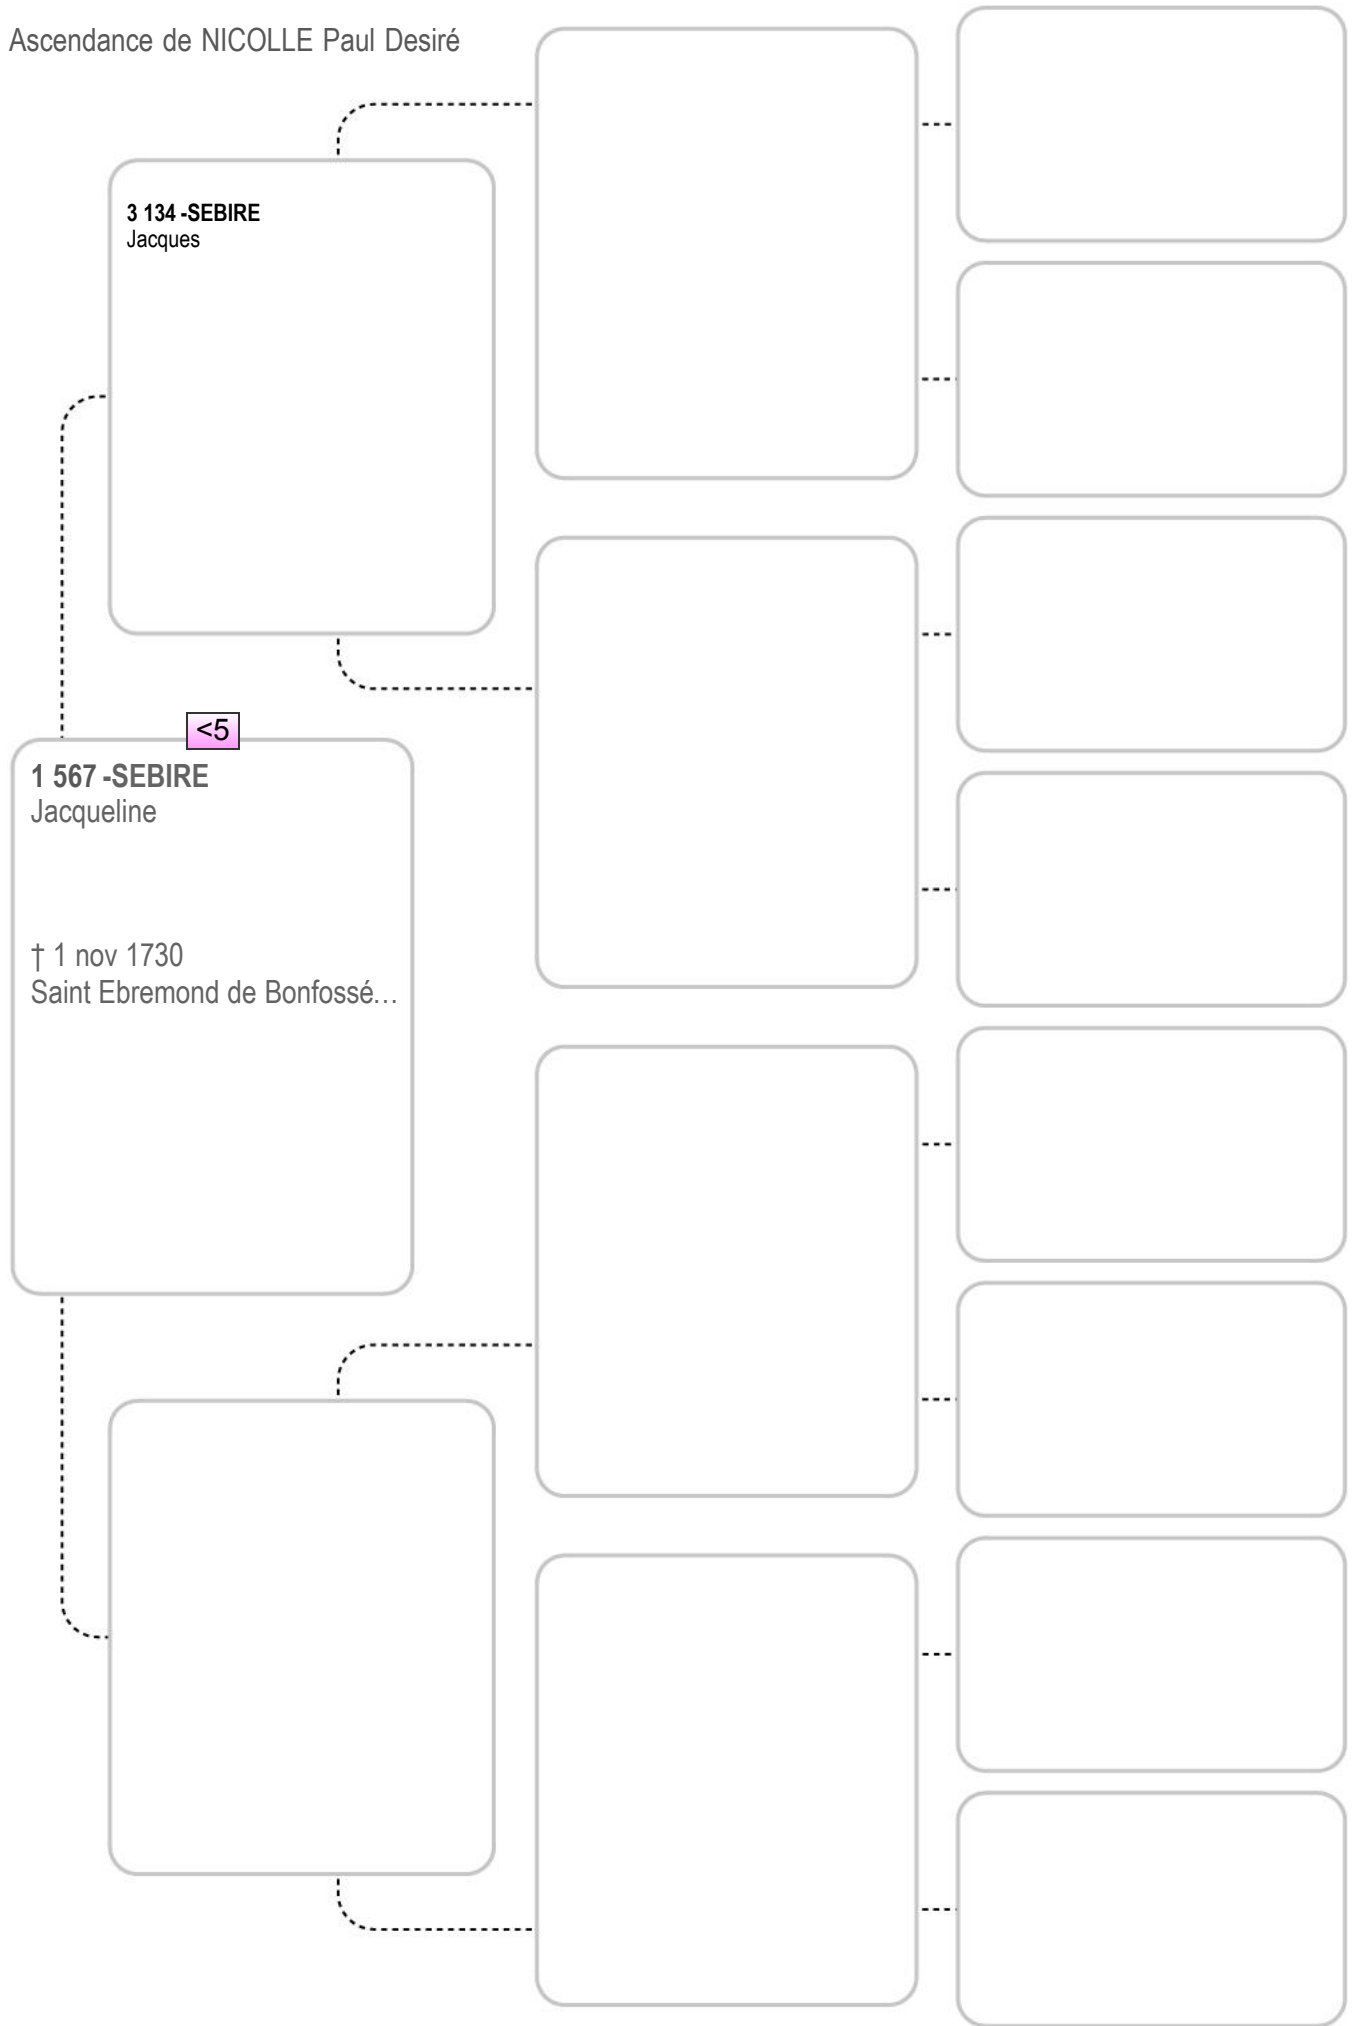 Ascendance de NICOLLE Paul Desiré
3 134 -SEBIRE
Jacques
<5
1 567 -SEBIRE
Jacqueline
† 1 nov 1730
Saint Ebremond de Bonfossé…